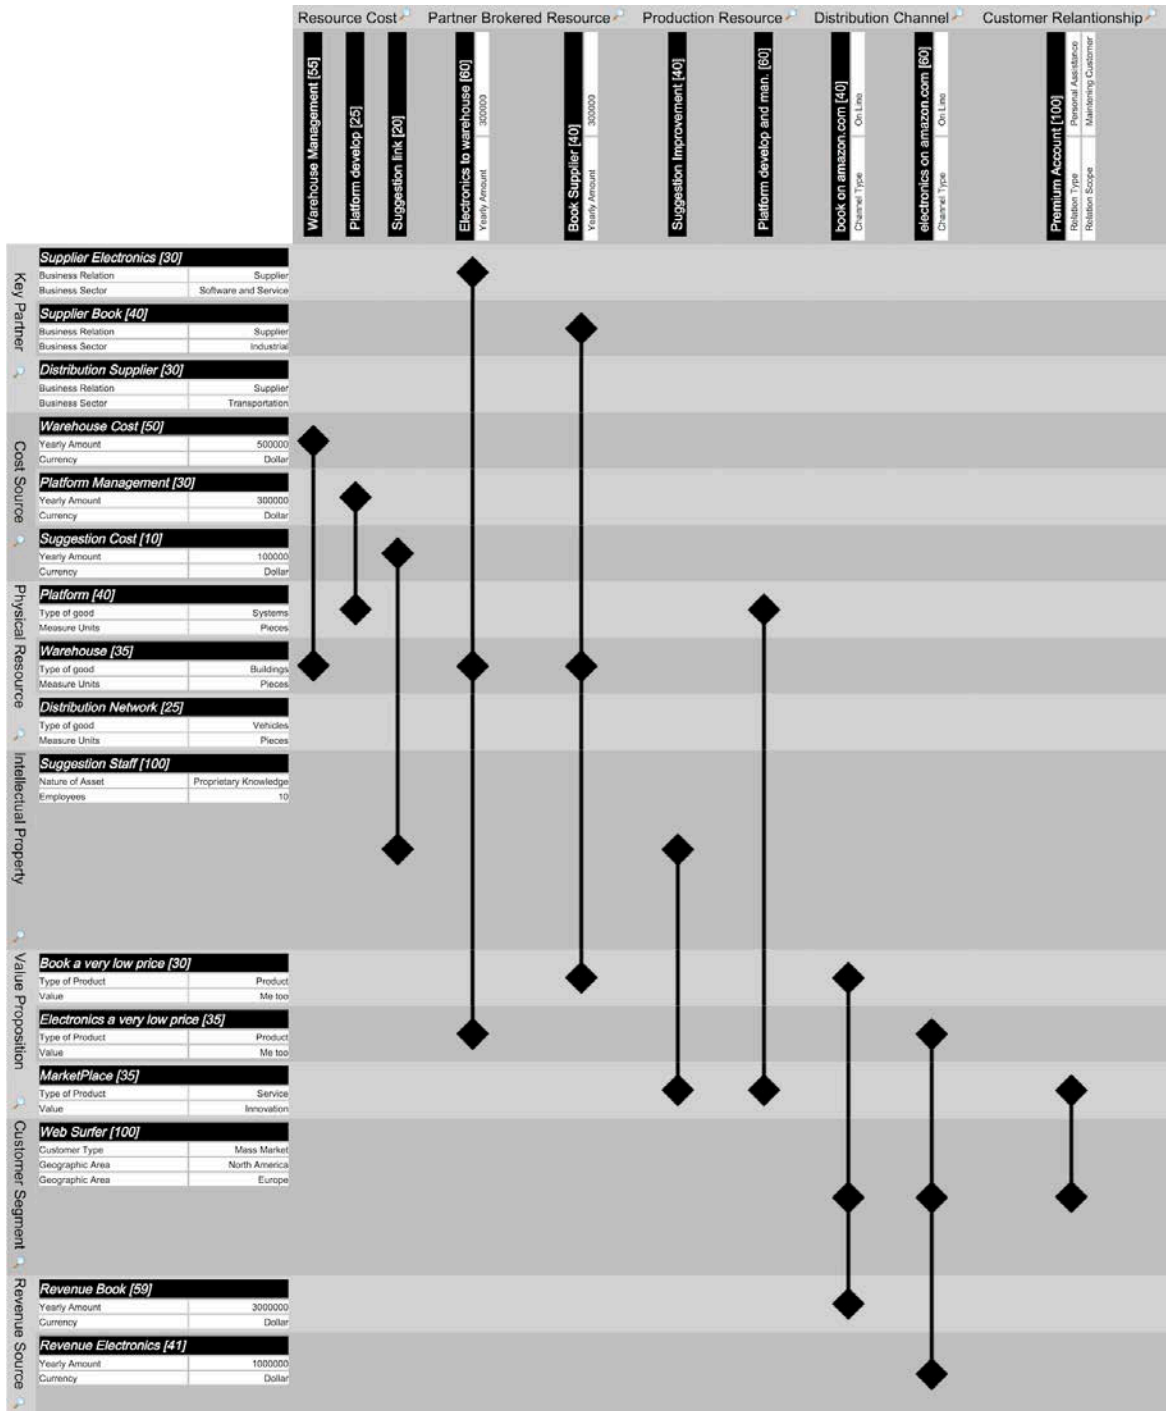 Resource Cost
Partner Brokered Resource
Production Resource
Distribution Channel
Customer Relantionship
Warehouse Management [55]
Platform develop [25]
Suggestion link [20]
Electronics to warehouse [60]
Yearly Amount 300000
Book Supplier [40]
Yearly Amount 300000
Suggestion Improvement [40]
Platform develop and man. [60]
book on amazon.com [40]
Channel Type On Line
electronics on amazon.com [60]
Channel Type On Line
Premium Account [100]
Relation Type Personal Assistance
Relation Scope Maintening Customer
Key Partner
Supplier Electronics [30]
Business Relation Supplier
Business Sector Software and Service
Supplier Book [40]
Business Relation Supplier
Business Sector Industrial
Distribution Supplier [30]
Business Relation Supplier
Business Sector Transportation
Cost Source
Warehouse Cost [50]
Yearly Amount 500000
Currency Dollar
Platform Management [30]
Yearly Amount 300000
Currency Dollar
Suggestion Cost [10]
Yearly Amount 100000
Currency Dollar
Physical Resource
Platform [40]
Type of good Systems
Measure Units Pieces
Warehouse [35]
Type of good Buildings
Measure Units Pieces
Distribution Network [25]
Type of good Vehicles
Measure Units Pieces
Intellectual Property
Suggestion Staff [100]
Nature of Asset Proprietary Knowledge
Employees 10
Value Proposition
Book a very low price [30]
Type of Product Product
Value Me too
Electronics a very low price [35]
Type of Product Product
Value Me too
MarketPlace [35]
Type of Product Service
Value Innovation
Customer Segment
Web Surfer [100]
Customer Type Mass Market
Geographic Area North America
Geographic Area Europe
Revenue Source
Revenue Book [59]
Yearly Amount 3000000
Currency Dollar
Revenue Electronics [41]
Yearly Amount 1000000
Currency Dollar